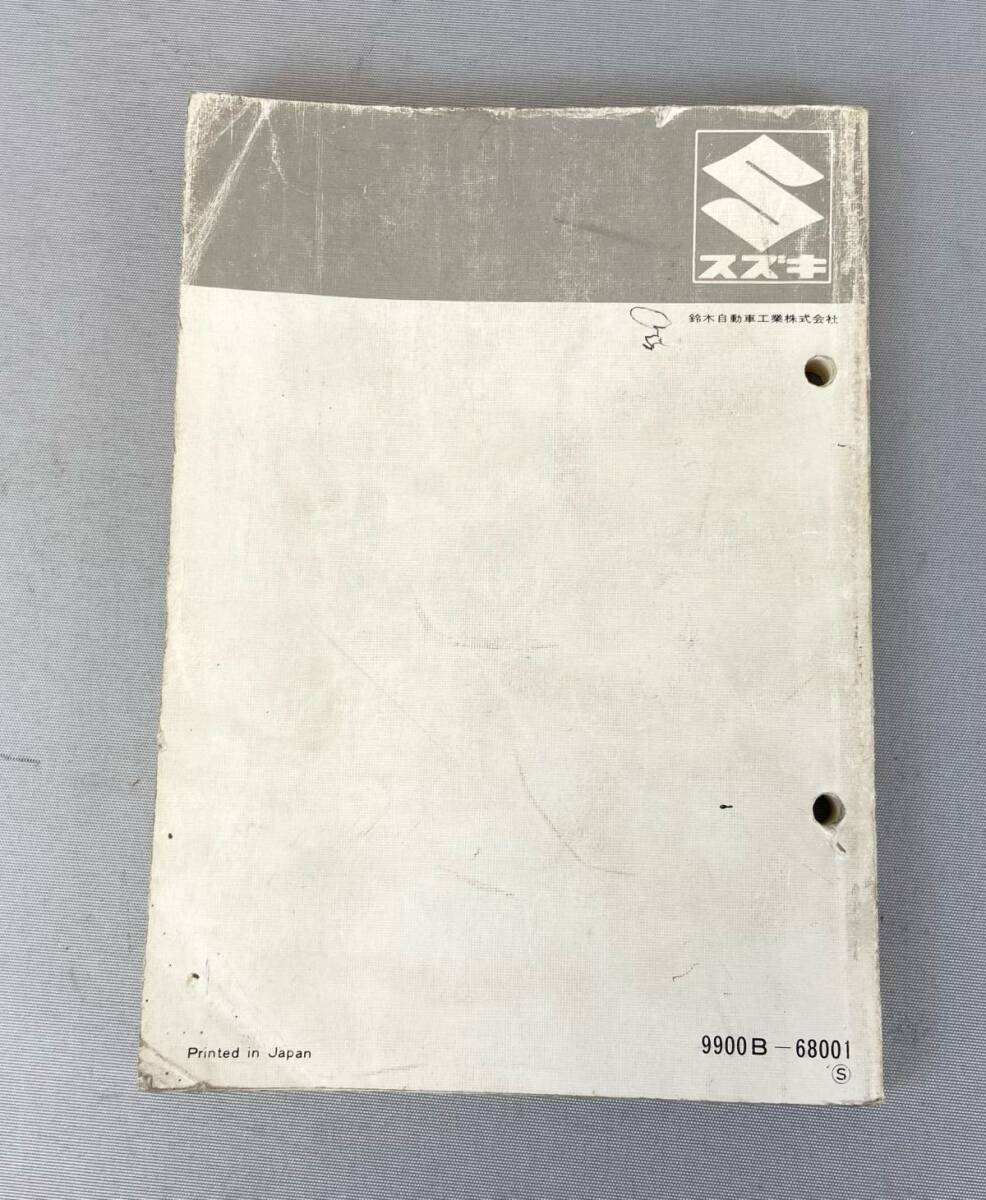 スズキ
鈴木自動車工業株式会社
Printed in Japan
9900B-68001
Ⓢ